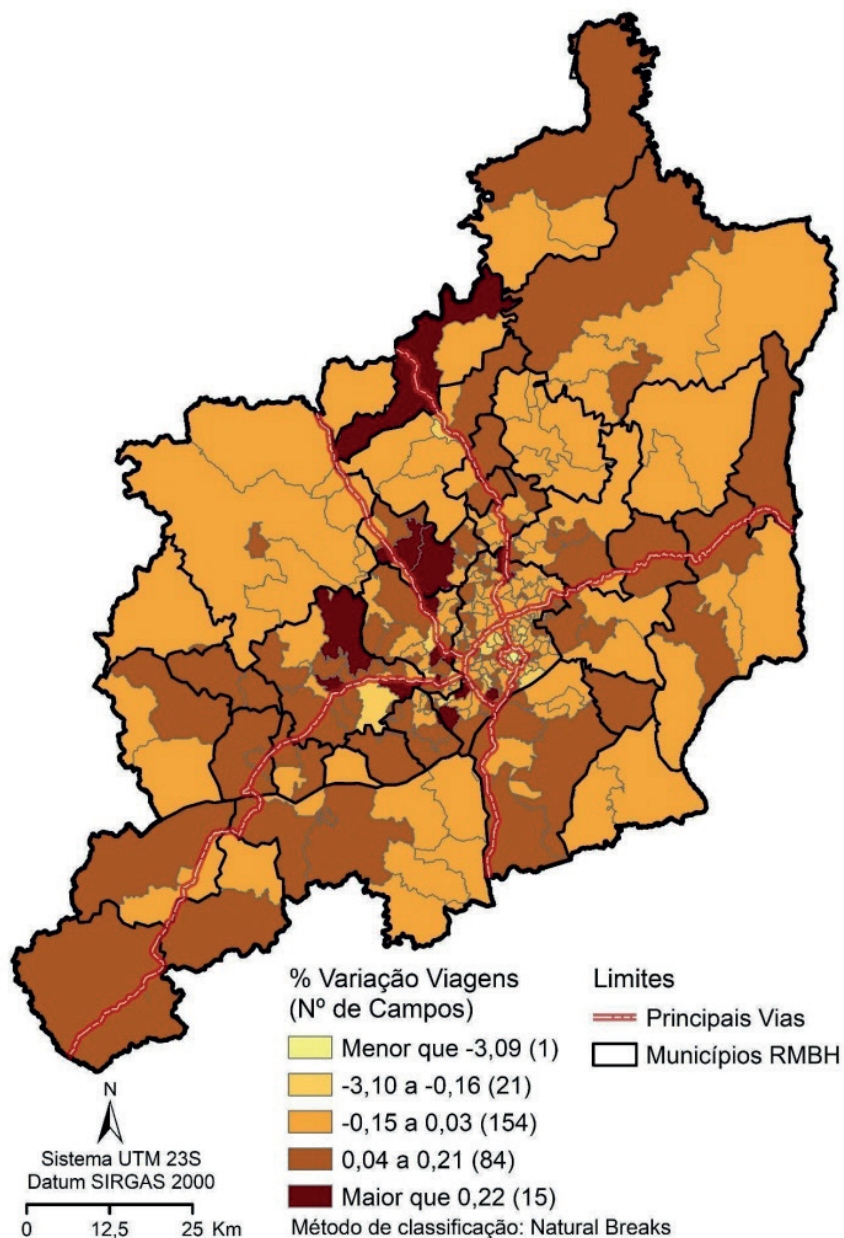 % Variação Viagens
(Nº de Campos)
Menor que -3,09 (1)
-3,10 a -0,16 (21)
-0,15 a 0,03 (154)
0,04 a 0,21 (84)
Maior que 0,22 (15)
Método de classificação: Natural Breaks
Limites
Principais Vias
Municípios RMBH
N
Sistema UTM 23S
Datum SIRGAS 2000
0 12,5 25 Km